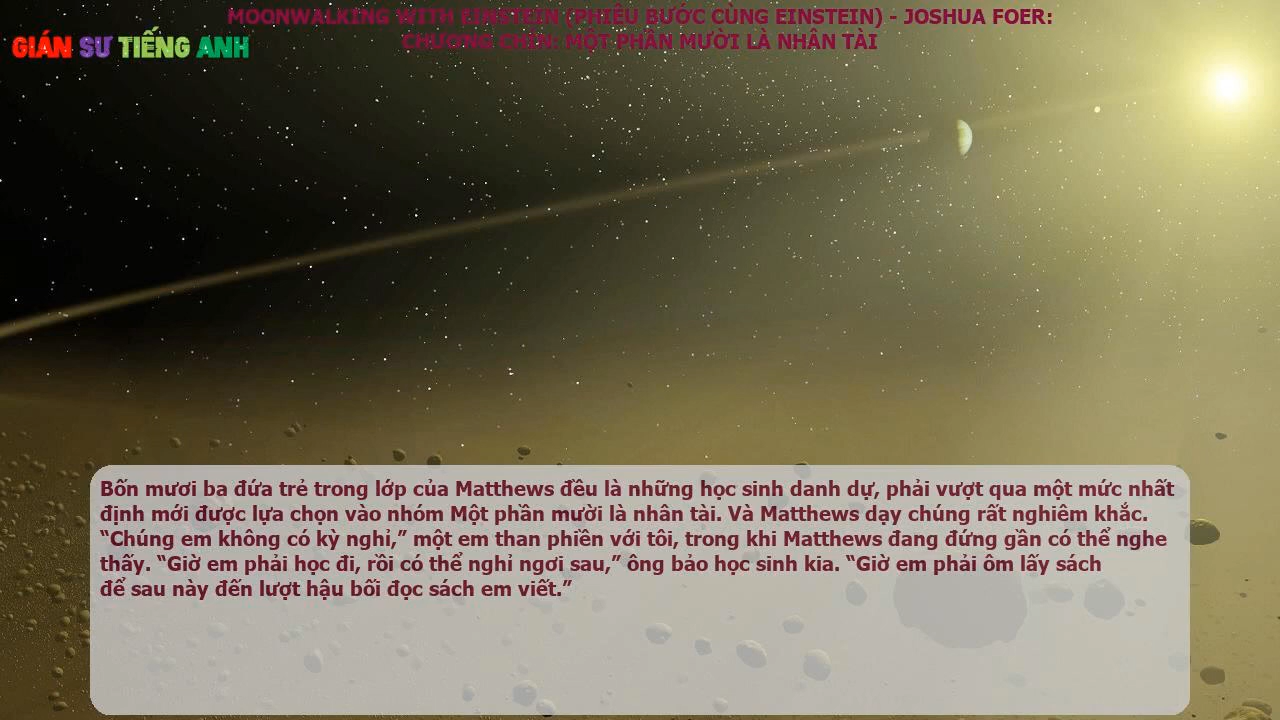 MOONWALKING WITH EINSTEIN (PHIÊU BƯỚC CÙNG EINSTEIN) - JOSHUA FOER:
CHƯƠNG CHÍN: MỘT PHẦN MƯỜI LÀ NHÂN TÀI
GIÁN SƯ TIẾNG ANH
Bốn mươi ba đứa trẻ trong lớp của Matthews đều là những học sinh danh dự, phải vượt qua một mức nhất
định mới được lựa chọn vào nhóm Một phần mười là nhân tài. Và Matthews dạy chúng rất nghiêm khắc.
“Chúng em không có kỳ nghỉ,” một em than phiền với tôi, trong khi Matthews đang đứng gần có thể nghe
thấy. “Giờ em phải học đi, rồi có thể nghỉ ngơi sau,” ông bảo học sinh kia. “Giờ em phải ôm lấy sách
để sau này đến lượt hậu bối đọc sách em viết.”